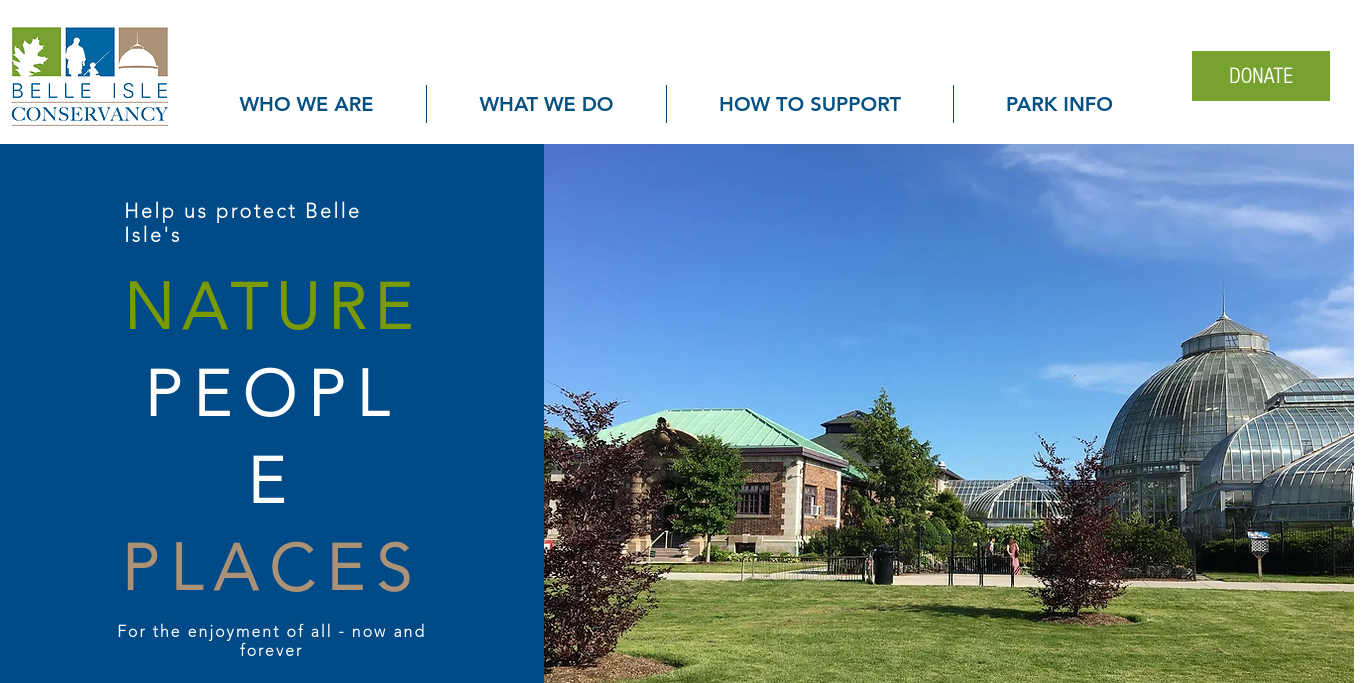 BELLE ISLE
CONSERVANCY
WHO WE ARE
WHAT WE DO
HOW TO SUPPORT
PARK INFO
DONATE
Help us protect Belle
Isle's
NATURE
PEOPL
E
PLACES
For the enjoyment of all - now and
forever